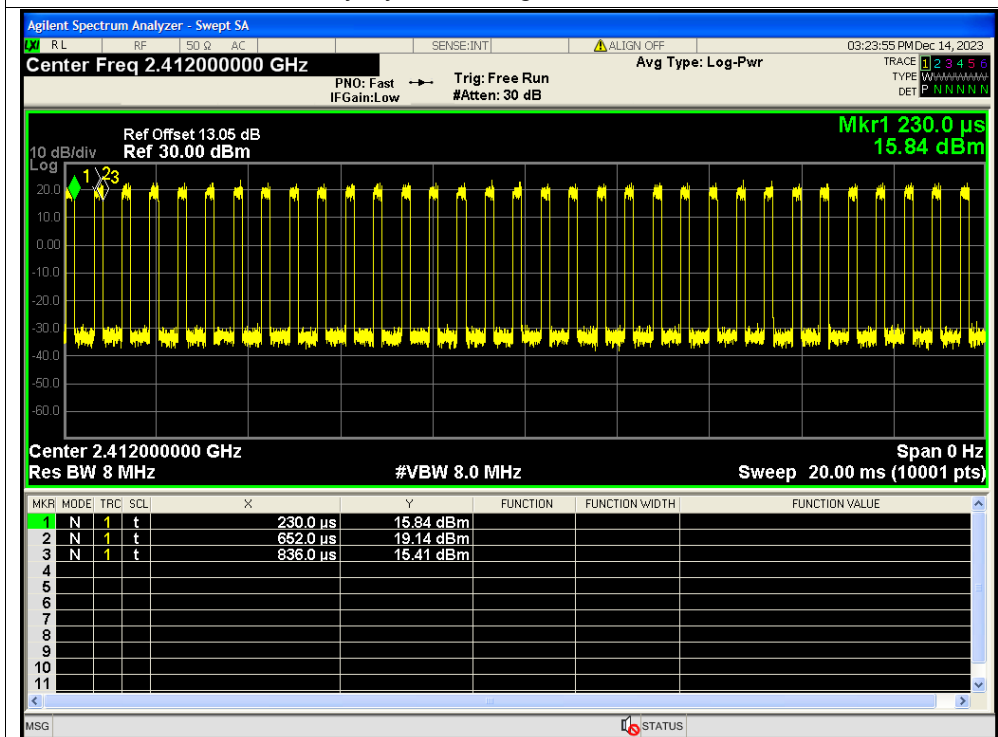 Agilent Spectrum Analyzer - Swept SA
LXI RL RF 50 Ω AC SENSE:INT ALIGN OFF 03:23:55 PM Dec 14, 2023
Center Freq 2.412000000 GHz Avg Type: Log-Pwr TRACE 1 2 3 4 5 6
PNO: Fast Trig: Free Run TYPE WWWWWW
IFGain:Low #Atten: 30 dB DET P N N N N N
Mkr1 230.0 µs
15.84 dBm
Ref Offset 13.05 dB
10 dB/div Ref 30.00 dBm
Log
1 2 3
20.0
10.0
0.00
-10.0
-20.0
-30.0
-40.0
-50.0
-60.0
Center 2.412000000 GHz Span 0 Hz
Res BW 8 MHz #VBW 8.0 MHz Sweep 20.00 ms (10001 pts)
MKR MODE TRC SCL X Y FUNCTION FUNCTION WIDTH FUNCTION VALUE
1 N 1 t 230.0 µs 15.84 dBm
2 N 1 t 652.0 µs 19.14 dBm
3 N 1 t 836.0 µs 15.41 dBm
4
5
6
7
8
9
10
11
MSG STATUS